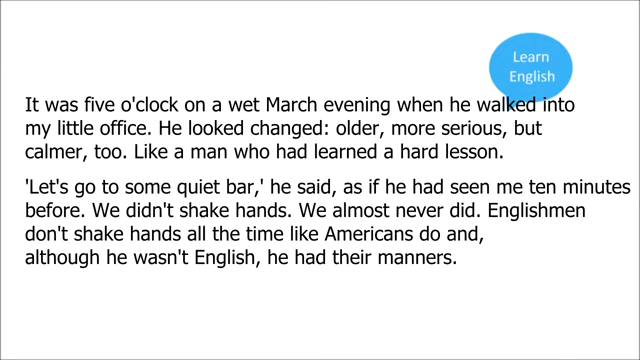 Learn
English
It was five o'clock on a wet March evening when he walked into
my little office. He looked changed: older, more serious, but
calmer, too. Like a man who had learned a hard lesson.
'Let's go to some quiet bar,' he said, as if he had seen me ten minutes
before. We didn't shake hands. We almost never did. Englishmen
don't shake hands all the time like Americans do and,
although he wasn't English, he had their manners.